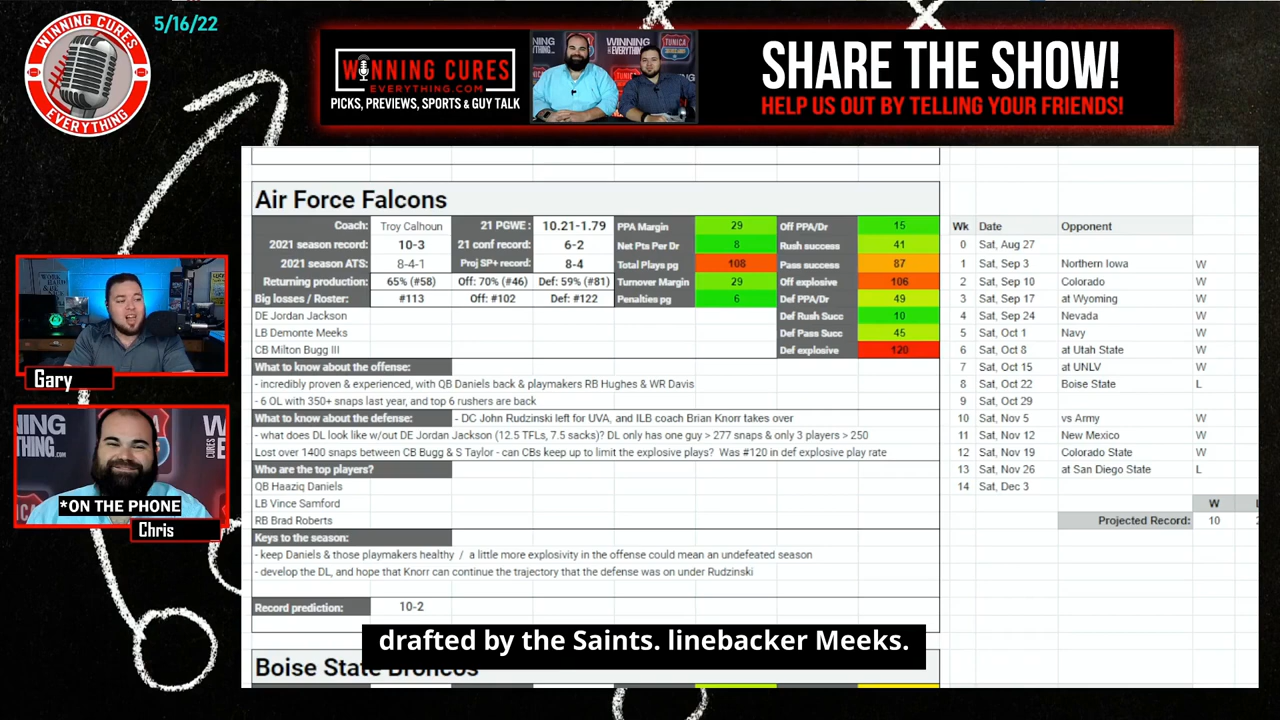 WINNING CURES
EVERYTHING
5/16/22
WINNING CURES
EVERYTHING.COM
PICKS, PREVIEWS, SPORTS & GUY TALK
SHARE THE SHOW!
HELP US OUT BY TELLING YOUR FRIENDS!
Air Force Falcons
Coach: Troy Calhoun 21 PGWE: 10.21-1.79 PPA Margin 29 Off PPA/Dr 15
2021 season record: 10-3 21 conf record: 6-2 Net Pts Per Dr 8 Rush success 41
2021 season ATS: 8-4-1 Proj SP+ record: 8-4 Total Plays pg 108 Pass success 87
Returning production: 65% (#58) Off: 70% (#46) Def: 59% (#81) Turnover Margin 29 Off explosive 106
Big losses / Roster: #113 Off: #102 Def: #122 Penalties pg 6 Def PPA/Dr 49
DE Jordan Jackson Def Rush Succ 10
LB Demonte Meeks Def Pass Succ 45
CB Milton Bugg III Def explosive 120
What to know about the offense:
- incredibly proven & experienced, with QB Daniels back & playmakers RB Hughes & WR Davis
- 6 OL with 350+ snaps last year, and top 6 rushers are back
What to know about the defense: - DC John Rudzinski left for UVA, and ILB coach Brian Knorr takes over
- what does DL look like w/out DE Jordan Jackson (12.5 TFLs, 7.5 sacks)? DL only has one guy > 277 snaps & only 3 players > 250
Lost over 1400 snaps between CB Bugg & S Taylor - can CBs keep up to limit the explosive plays? Was #120 in def explosive play rate
Who are the top players?
QB Haaziq Daniels
LB Vince Samford
RB Brad Roberts
Keys to the season:
- keep Daniels & those playmakers healthy / a little more explosivity in the offense could mean an undefeated season
- develop the DL, and hope that Knorr can continue the trajectory that the defense was on under Rudzinski
Record prediction: 10-2
Boise State Broncos
Wk Date Opponent
0 Sat, Aug 27
1 Sat, Sep 3 Northern Iowa W
2 Sat, Sep 10 Colorado W
3 Sat, Sep 17 at Wyoming W
4 Sat, Sep 24 Nevada W
5 Sat, Oct 1 Navy W
6 Sat, Oct 8 at Utah State W
7 Sat, Oct 15 at UNLV W
8 Sat, Oct 22 Boise State L
9 Sat, Oct 29
10 Sat, Nov 5 vs Army W
11 Sat, Nov 12 New Mexico W
12 Sat, Nov 19 Colorado State W
13 Sat, Nov 26 at San Diego State L
14 Sat, Dec 3
W
Projected Record: 10
Gary
*ON THE PHONE
Chris
drafted by the Saints. linebacker Meeks.